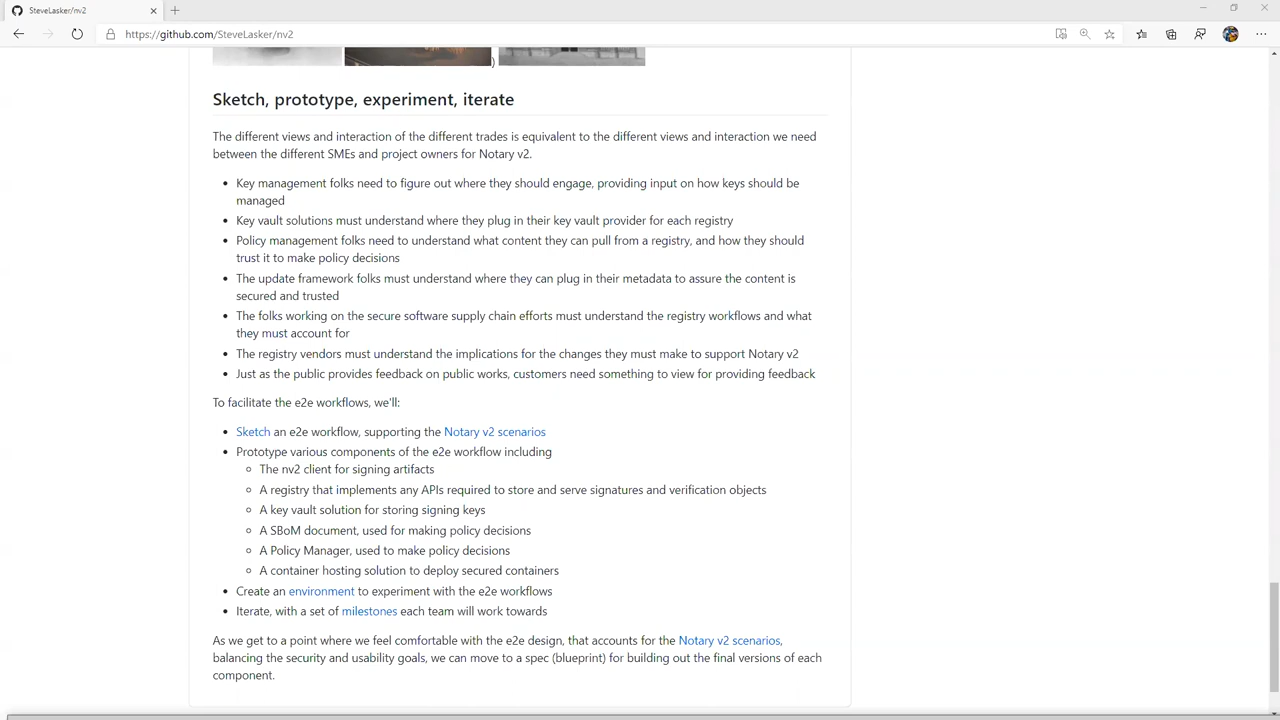 SteveLasker/nv2
https://github.com/SteveLasker/nv2
)
Sketch, prototype, experiment, iterate
The different views and interaction of the different trades is equivalent to the different views and interaction we need
between the different SMEs and project owners for Notary v2.
• Key management folks need to figure out where they should engage, providing input on how keys should be
managed
• Key vault solutions must understand where they plug in their key vault provider for each registry
• Policy management folks need to understand what content they can pull from a registry, and how they should
trust it to make policy decisions
• The update framework folks must understand where they can plug in their metadata to assure the content is
secured and trusted
• The folks working on the secure software supply chain efforts must understand the registry workflows and what
they must account for
• The registry vendors must understand the implications for the changes they must make to support Notary v2
• Just as the public provides feedback on public works, customers need something to view for providing feedback
To facilitate the e2e workflows, we'll:
• Sketch an e2e workflow, supporting the Notary v2 scenarios
• Prototype various components of the e2e workflow including
◦ The nv2 client for signing artifacts
◦ A registry that implements any APIs required to store and serve signatures and verification objects
◦ A key vault solution for storing signing keys
◦ A SBoM document, used for making policy decisions
◦ A Policy Manager, used to make policy decisions
◦ A container hosting solution to deploy secured containers
• Create an environment to experiment with the e2e workflows
• Iterate, with a set of milestones each team will work towards
As we get to a point where we feel comfortable with the e2e design, that accounts for the Notary v2 scenarios,
balancing the security and usability goals, we can move to a spec (blueprint) for building out the final versions of each
component.